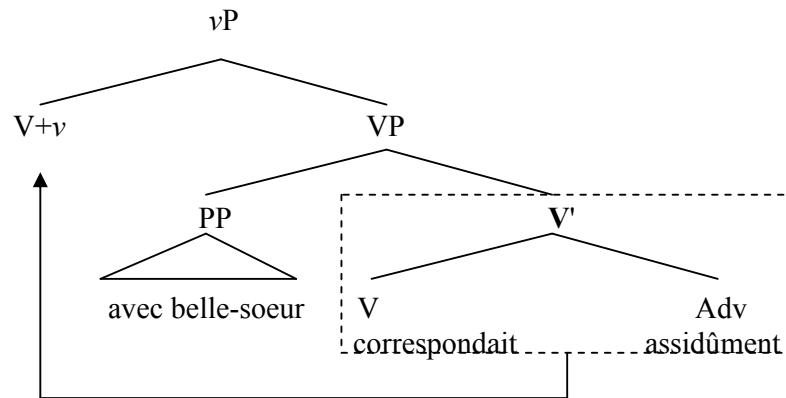 vP
V+v VP
PP V'
avec belle-soeur V Adv
correspondait assidûment